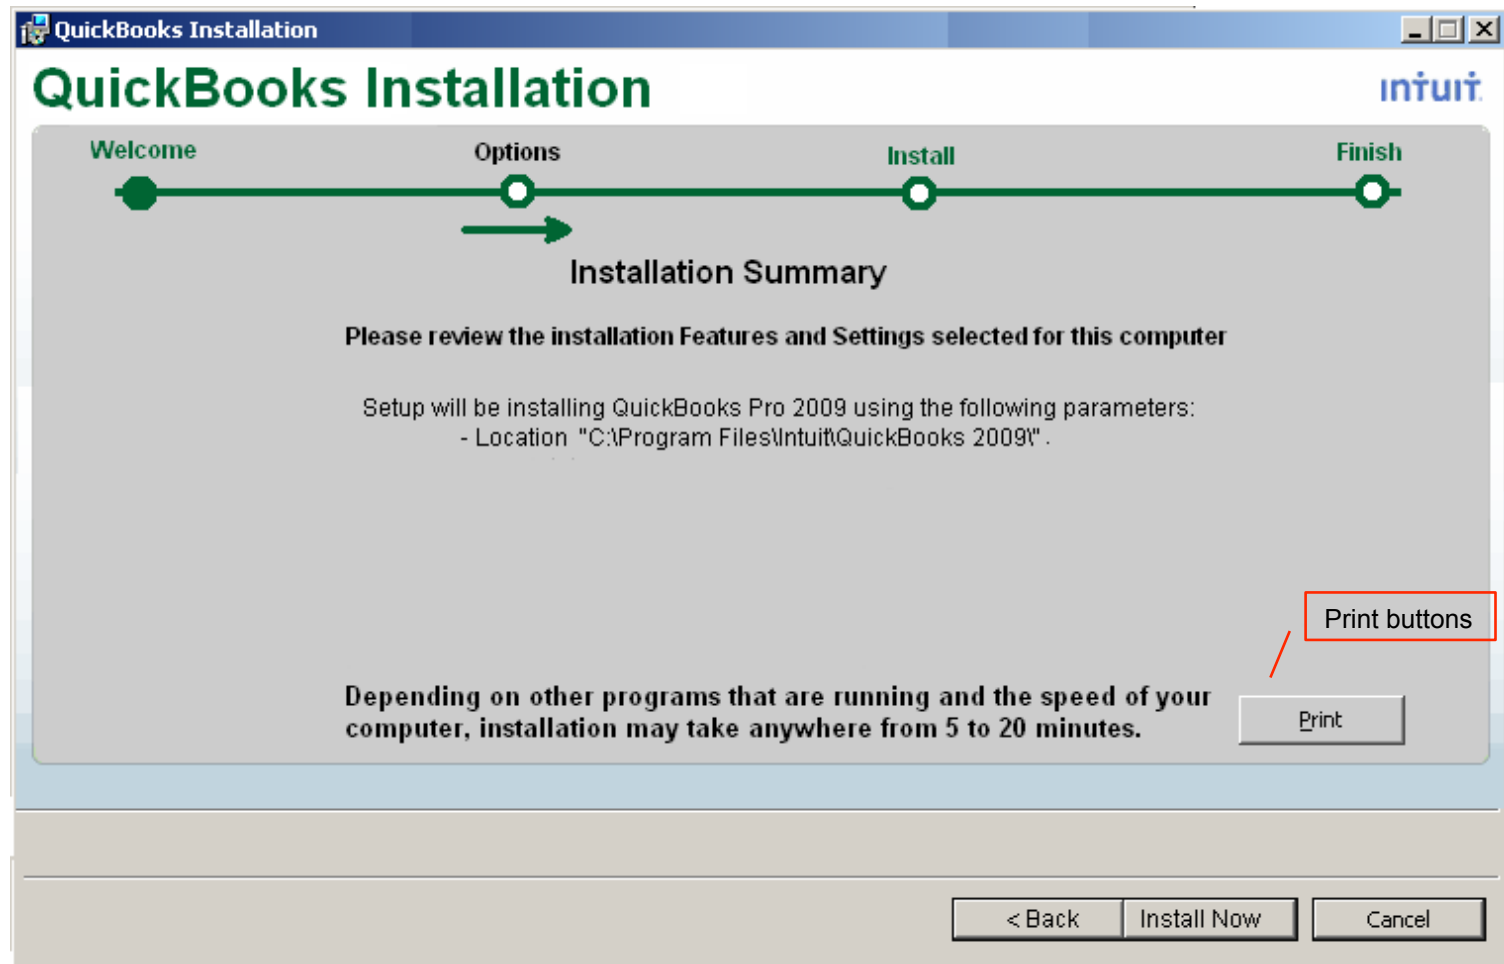 QuickBooks Installation
QuickBooks Installation
intuit.
Welcome
Options
Install
Finish
Installation Summary
Please review the installation Features and Settings selected for this computer
Setup will be installing QuickBooks Pro 2009 using the following parameters:
- Location "C:\Program Files\Intuit\QuickBooks 2009\".
Print buttons
Depending on other programs that are running and the speed of your
computer, installation may take anywhere from 5 to 20 minutes.
Print
< Back
Install Now
Cancel